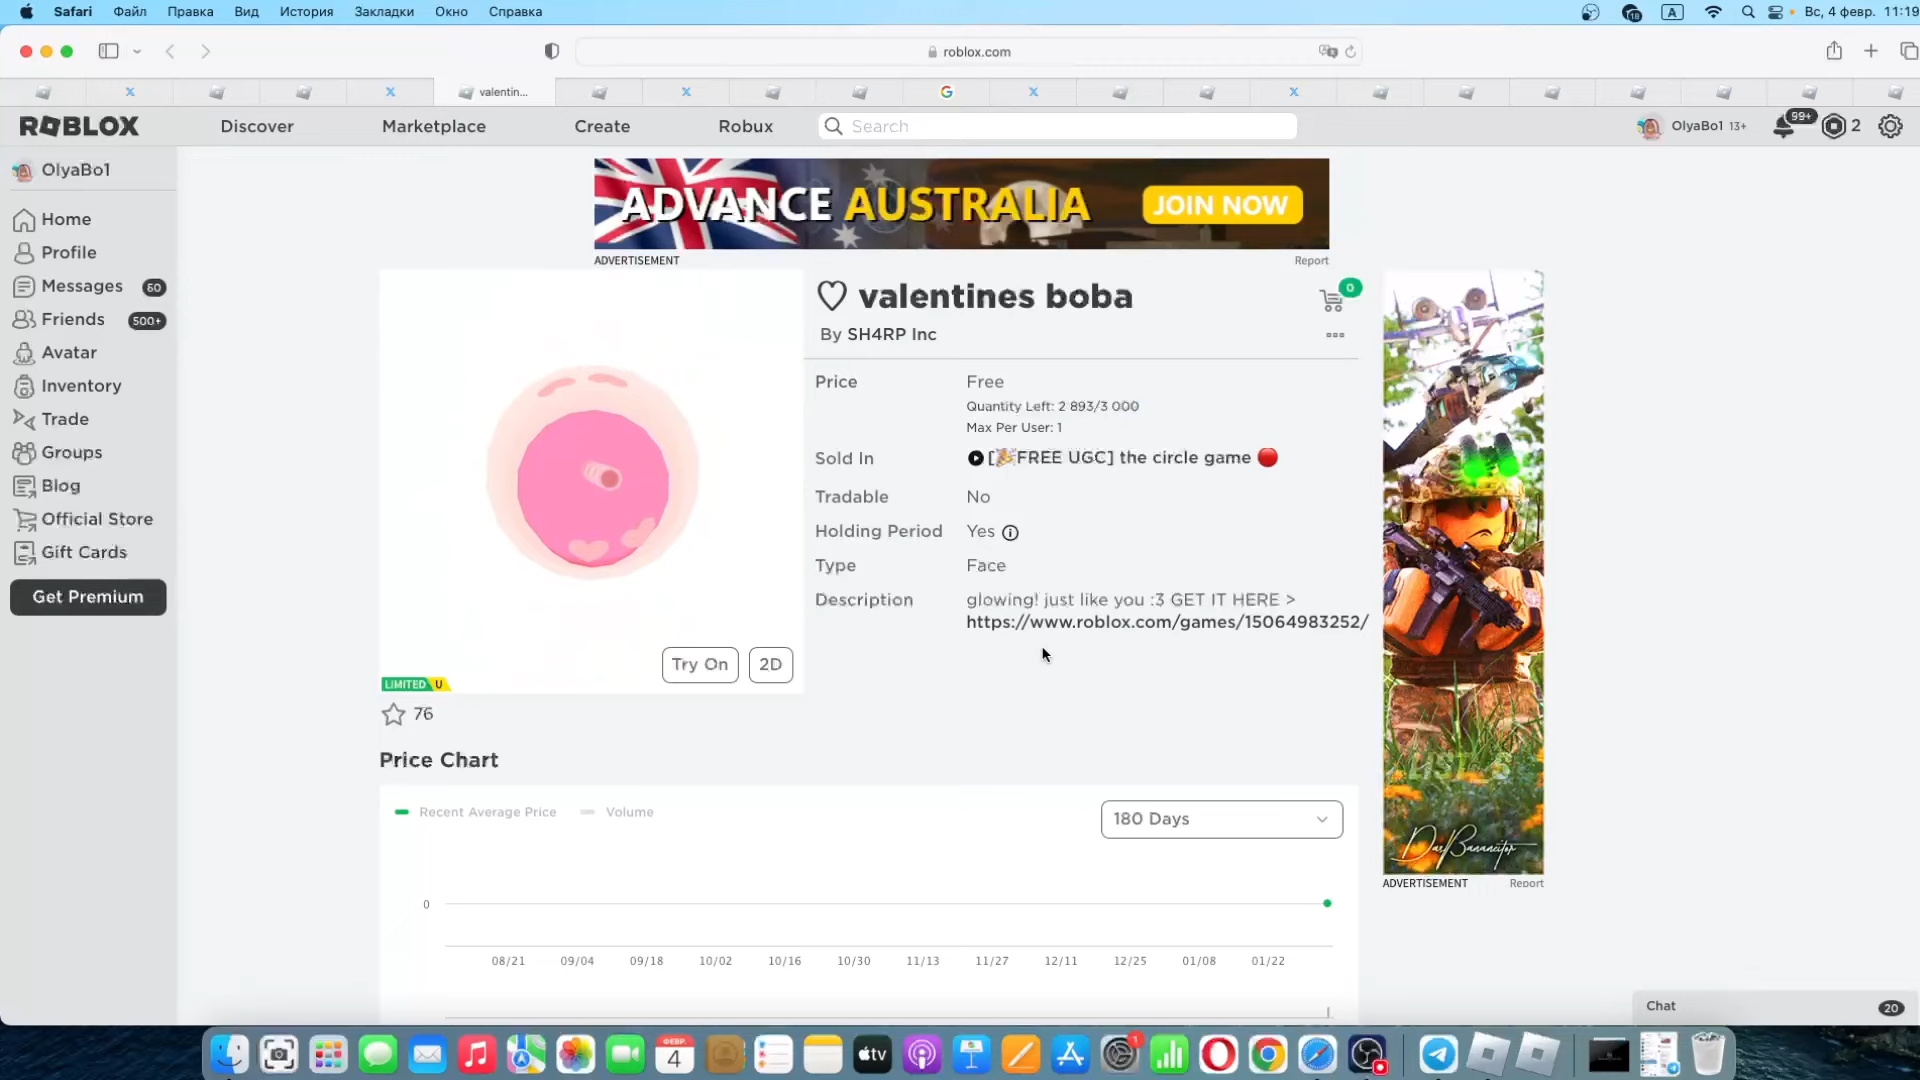 Safari Файл Правка Вид История Закладки Окно Справка 18 A Вс, 4 февр. 11:19
roblox.com
valentin...
ROBLOX Discover Marketplace Create Robux Search OlyaBo1 13+ 99+ 2
OlyaBo1
Home
Profile
Messages 60
Friends 500+
Avatar
Inventory
Trade
Groups
Blog
Official Store
Gift Cards
Get Premium
ADVANCE AUSTRALIA JOIN NOW
ADVERTISEMENT Report
♡ valentines boba 0
By SH4RP Inc
Price Free
Quantity Left: 2 893/3 000
Max Per User: 1
Sold In [🎉FREE UGC] the circle game 🔴
Tradable No
Holding Period Yes
Type Face
Description glowing! just like you :3 GET IT HERE >
https://www.roblox.com/games/15064983252/
Try On 2D
LIMITED U
76
Price Chart
Recent Average Price Volume
180 Days
0
08/21 09/04 09/18 10/02 10/16 10/30 11/13 11/27 12/11 12/25 01/08 01/22
ADVERTISEMENT Report
Chat 20
ФЕВР.
4
tv
1